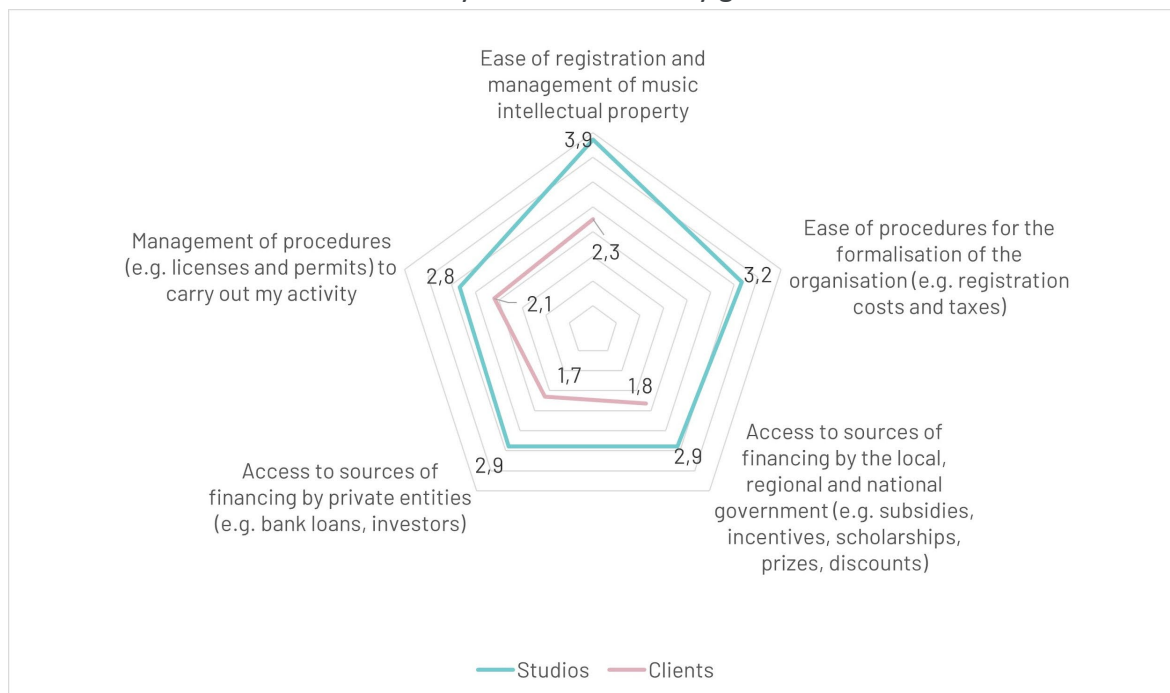 Ease of registration and
management of music
intellectual property
3,9
2,3
Ease of procedures for the
formalisation of the
organisation (e.g. registration
costs and taxes)
3,2
Management of procedures
(e.g. licenses and permits) to
carry out my activity
2,8
2,1
1,7
1,8
Access to sources of
financing by the local,
regional and national
government (e.g. subsidies,
incentives, scholarships,
prizes, discounts)
2,9
Access to sources of
financing by private entities
(e.g. bank loans, investors)
2,9
Studios
Clients